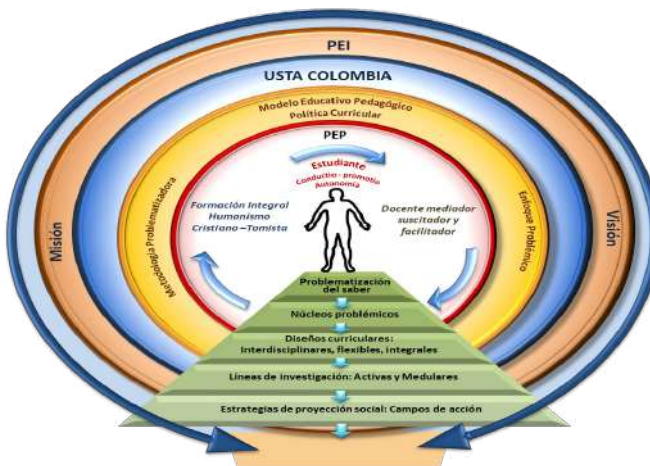 PEI
USTA COLOMBIA
Modelo Educativo Pedagógico
Política Curricular
PEP
Estudiante
Conductio - promotio
Autonomía
Formación Integral
Humanismo
Cristiano –Tomista
Docente mediador
suscitador y
facilitador
Misión
Metodología Problematizadora
Enfoque Problémico
Visión
Problematización
del saber
Núcleos problémicos
Diseños curriculares:
Interdisciplinares, flexibles, integrales
Líneas de investigación: Activas y Medulares
Estrategias de proyección social: Campos de acción